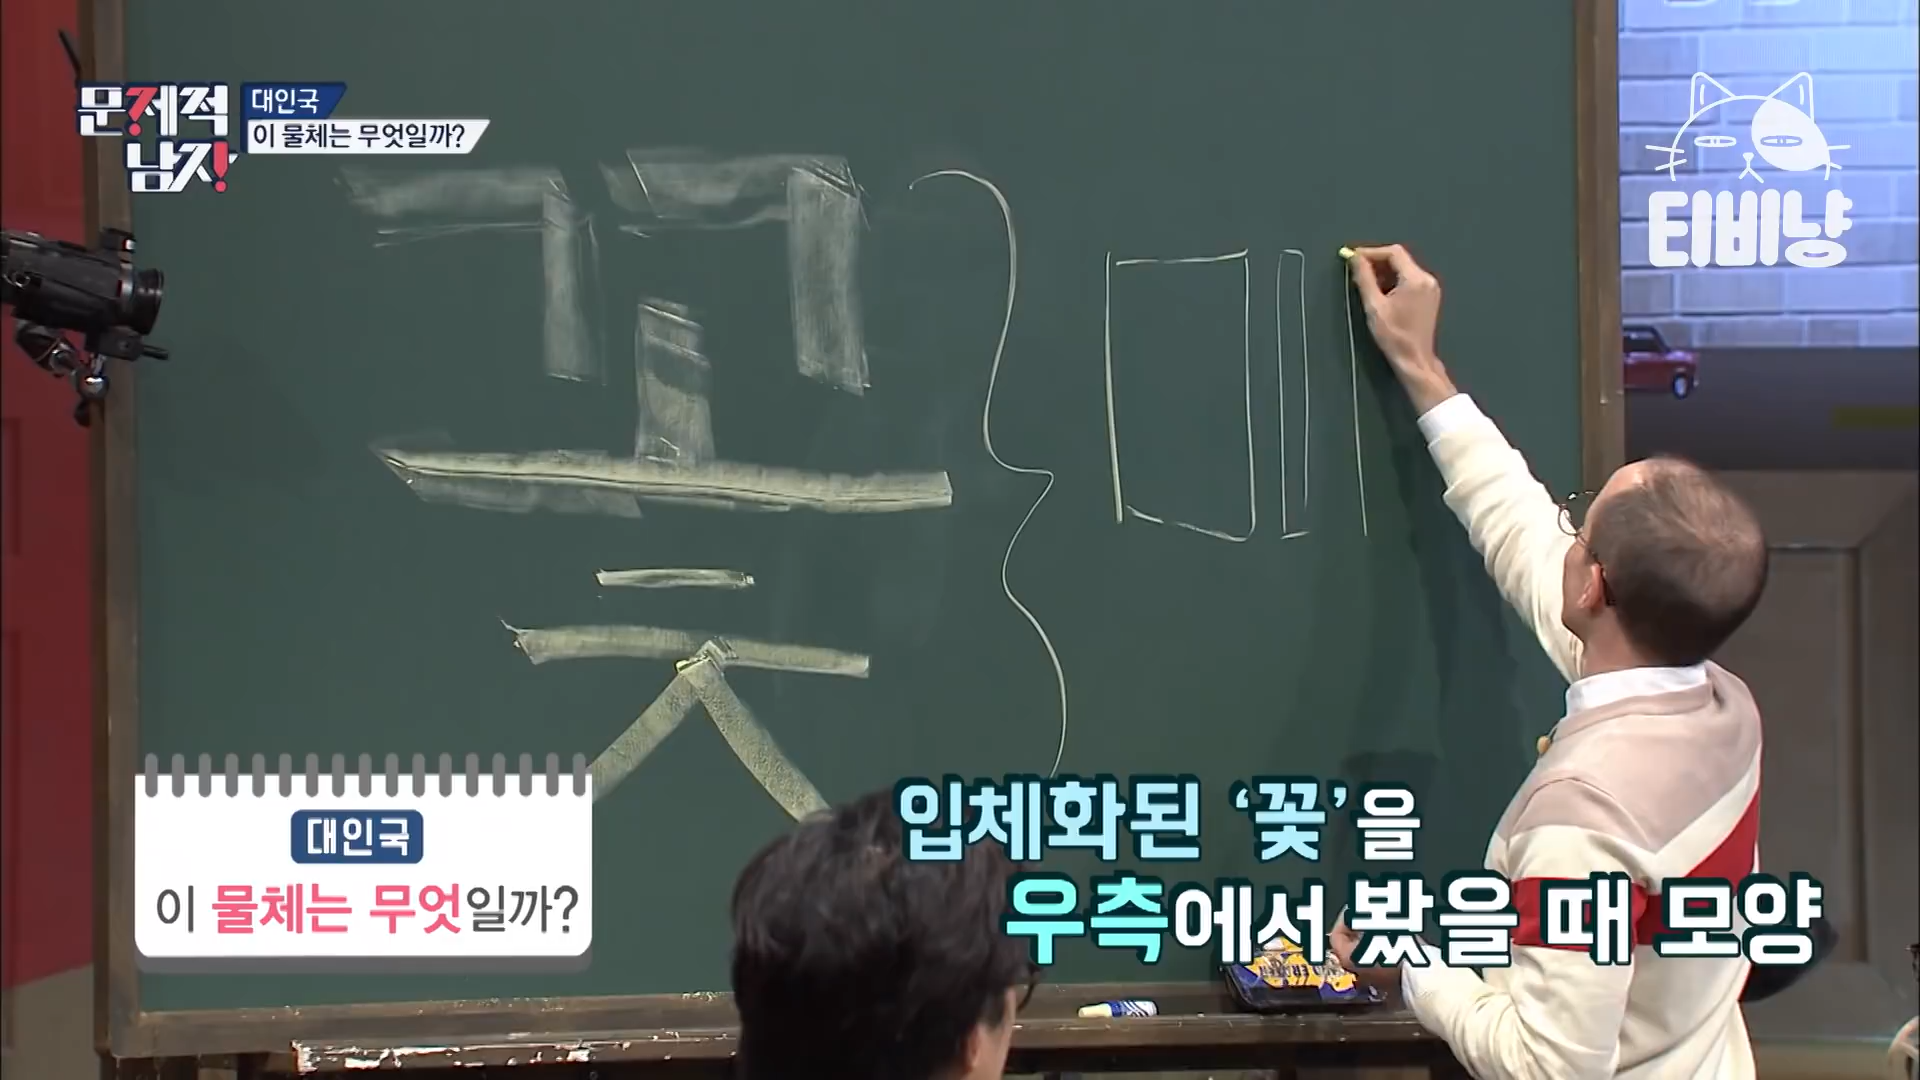 문제적
남자!
대인국
이 물체는 무엇일까?
티비냥
꽃
대인국
이 물체는 무엇일까?
입체화된 '꽃'을
우측에서 봤을 때 모양